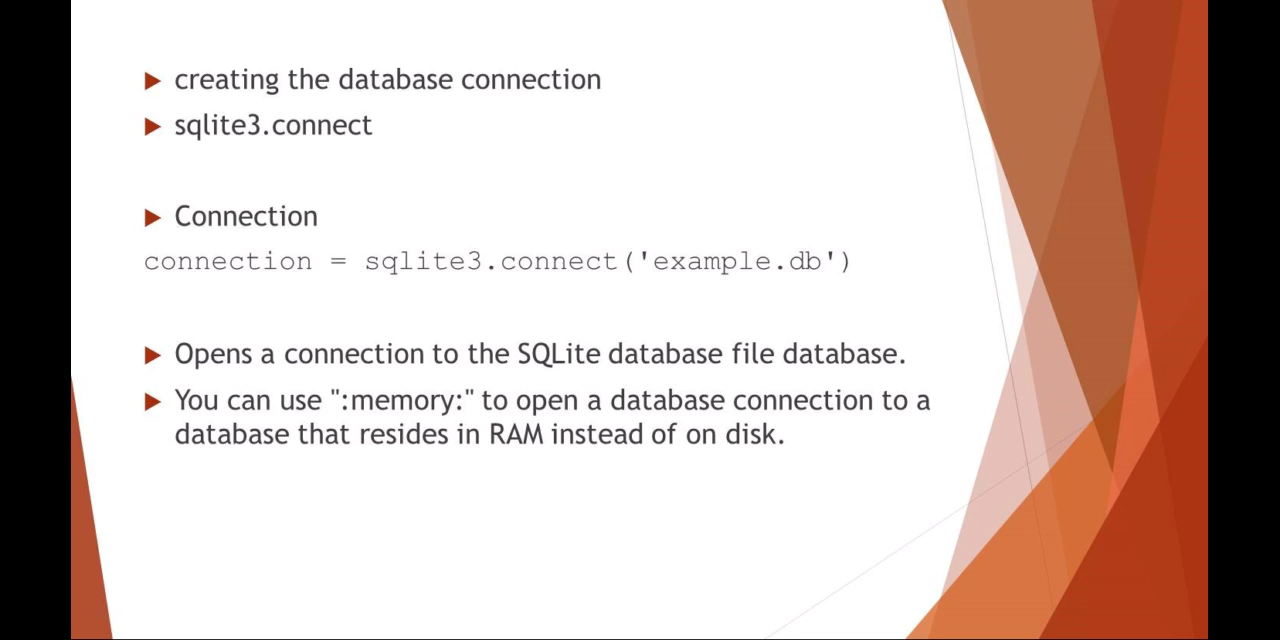 creating the database connection
sqlite3.connect
Connection
connection = sqlite3.connect('example.db')
Opens a connection to the SQLite database file database.
You can use ":memory:" to open a database connection to a
database that resides in RAM instead of on disk.